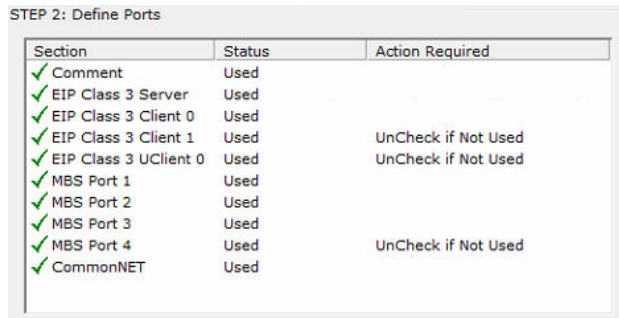 STEP 2: Define Ports
Section Status Action Required
Comment Used
EIP Class 3 Server Used
EIP Class 3 Client 0 Used
EIP Class 3 Client 1 Used UnCheck if Not Used
EIP Class 3 UClient 0 Used UnCheck if Not Used
MBS Port 1 Used
MBS Port 2 Used
MBS Port 3 Used
MBS Port 4 Used UnCheck if Not Used
CommonNET Used